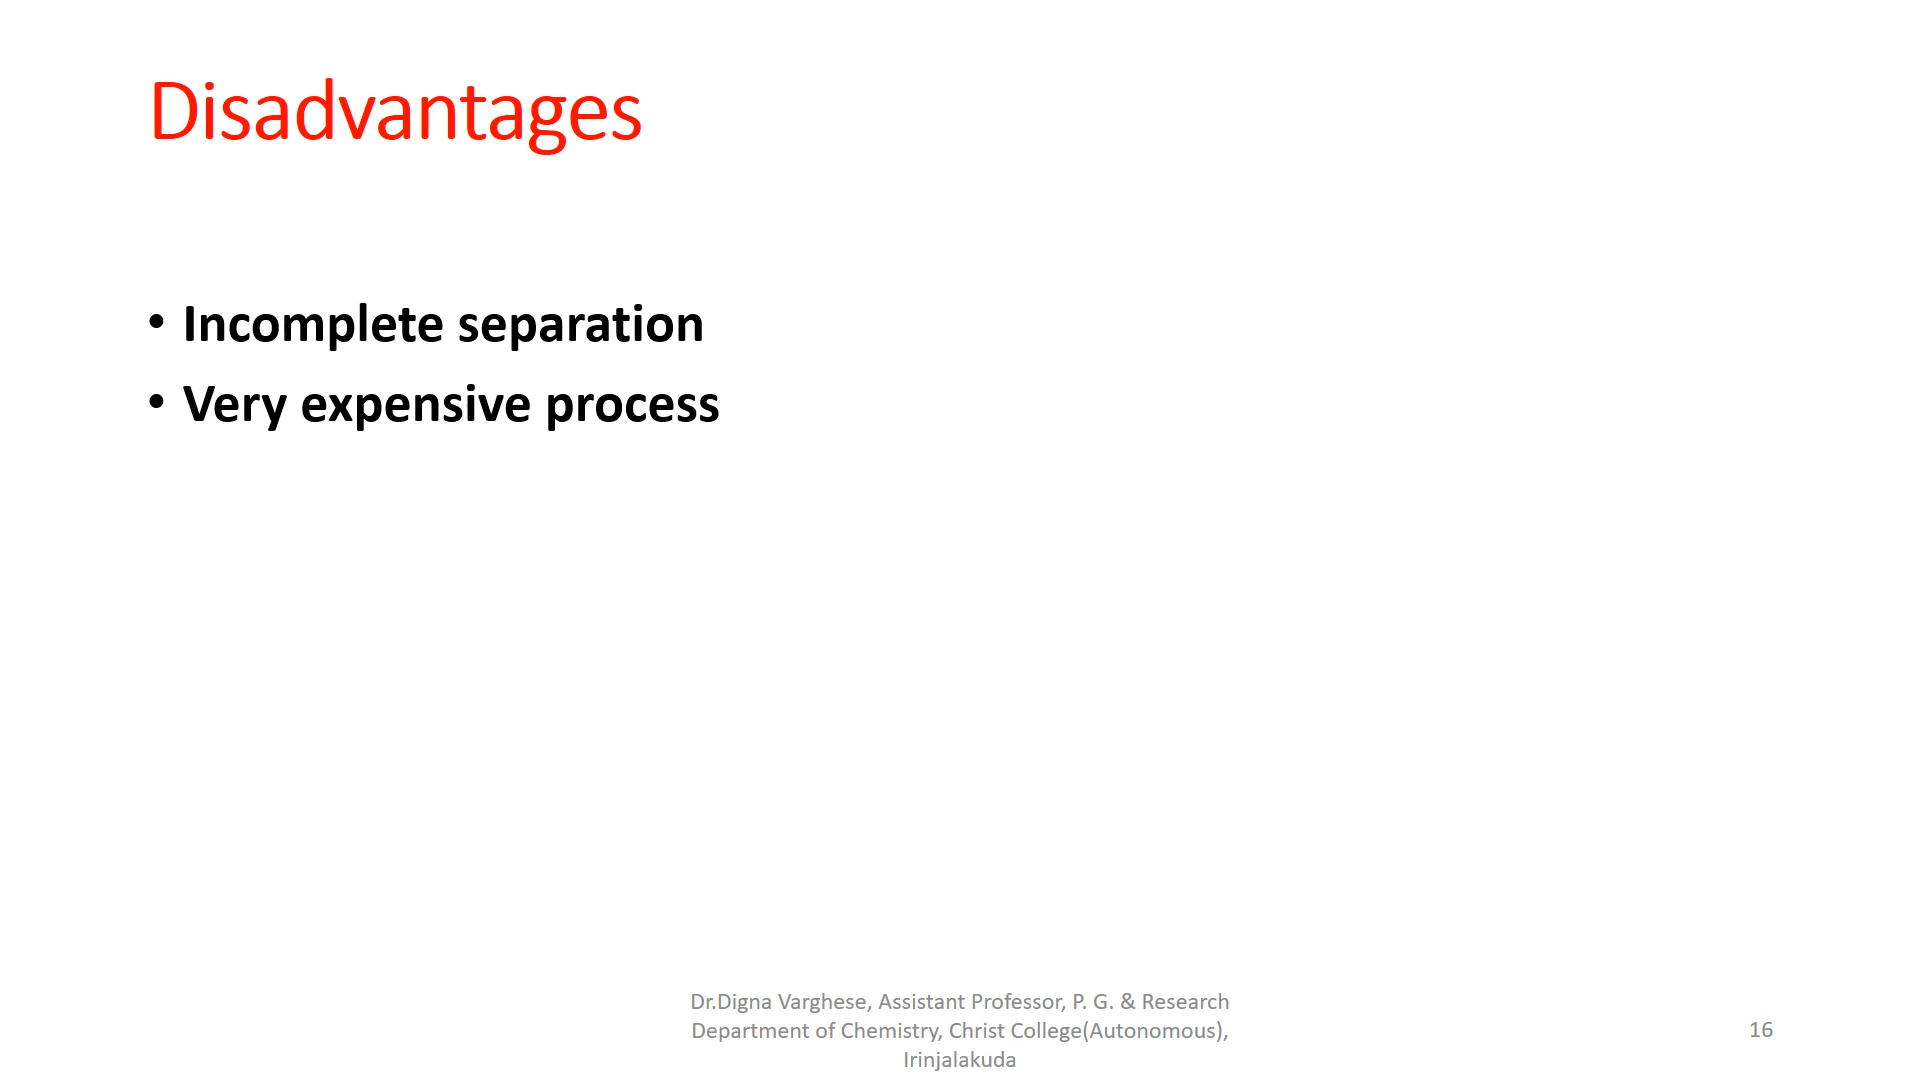 Disadvantages
• Incomplete separation
• Very expensive process
Dr.Digna Varghese, Assistant Professor, P. G. & Research
Department of Chemistry, Christ College(Autonomous),
Irinjalakuda
16